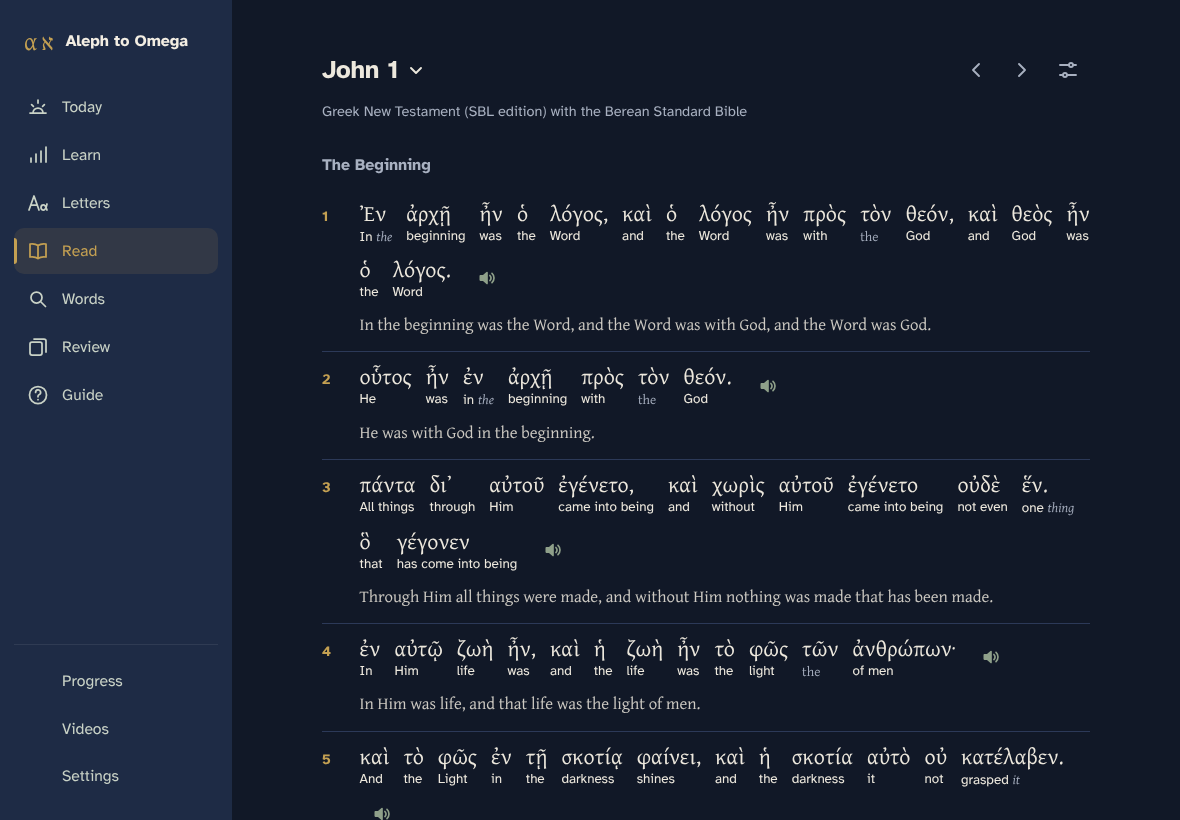 α א Aleph to Omega
Today
Learn
Letters
Read
Words
Review
Guide
Progress
Videos
Settings
John 1
Greek New Testament (SBL edition) with the Berean Standard Bible
The Beginning
1 Ἐν ἀρχῇ ἦν ὁ λόγος, καὶ ὁ λόγος ἦν πρὸς τὸν θεόν, καὶ θεὸς ἦν
In the beginning was the Word and the Word was with the God and God was
ὁ λόγος.
the Word
In the beginning was the Word, and the Word was with God, and the Word was God.
2 οὗτος ἦν ἐν ἀρχῇ πρὸς τὸν θεόν.
He was in the beginning with the God
He was with God in the beginning.
3 πάντα δι’ αὐτοῦ ἐγένετο, καὶ χωρὶς αὐτοῦ ἐγένετο οὐδὲ ἕν.
All things through Him came into being and without Him came into being not even one thing
ὃ γέγονεν
that has come into being
Through Him all things were made, and without Him nothing was made that has been made.
4 ἐν αὐτῷ ζωὴ ἦν, καὶ ἡ ζωὴ ἦν τὸ φῶς τῶν ἀνθρώπων·
In Him life was and the life was the light the of men
In Him was life, and that life was the light of men.
5 καὶ τὸ φῶς ἐν τῇ σκοτίᾳ φαίνει, καὶ ἡ σκοτία αὐτὸ οὐ κατέλαβεν.
And the Light in the darkness shines and the darkness it not grasped it